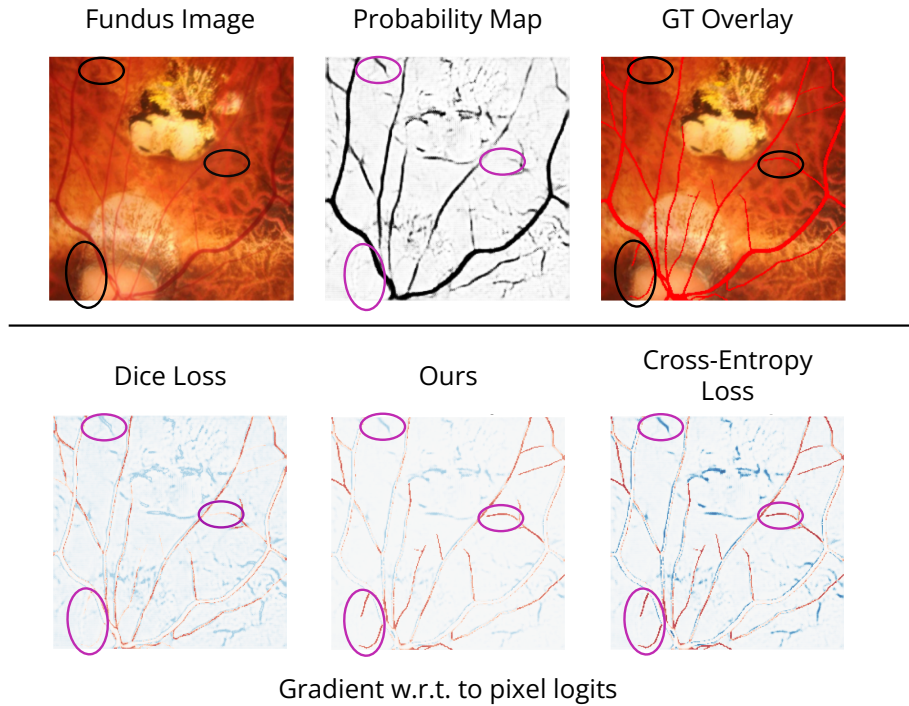 Fundus Image
Probability Map
GT Overlay
Dice Loss
Ours
Cross-Entropy
Loss
Gradient w.r.t. to pixel logits